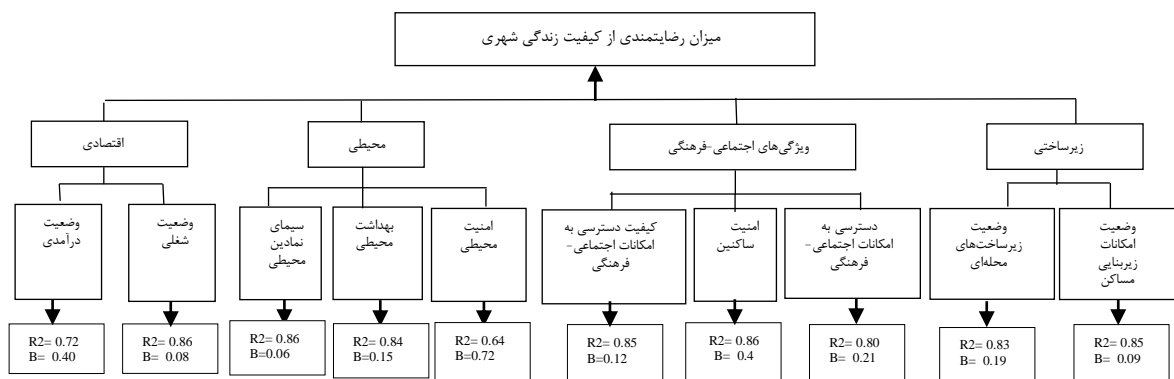 میزان رضایتمندی از کیفیت زندگی شهری
زیرساختی
ویژگی‌های اجتماعی-فرهنگی
محیطی
اقتصادی
وضعیت
امکانات
زیربنایی
مساکن
وضعیت
زیرساخت‌های
محله‌ای
دسترسی به
امکانات اجتماعی-
فرهنگی
امنیت
ساکنین
کیفیت دسترسی به
امکانات اجتماعی-
فرهنگی
امنیت
محیطی
بهداشت
محیطی
سیمای
نمادین
محیطی
وضعیت
شغلی
وضعیت
درآمدی
R2= 0.85
B= 0.09
R2= 0.83
B= 0.19
R2= 0.80
B= 0.21
R2= 0.86
B= 0.4
R2= 0.85
B=0.12
R2= 0.64
B=0.72
R2= 0.84
B=0.15
R2= 0.86
B=0.06
R2= 0.86
B= 0.08
R2= 0.72
B= 0.40